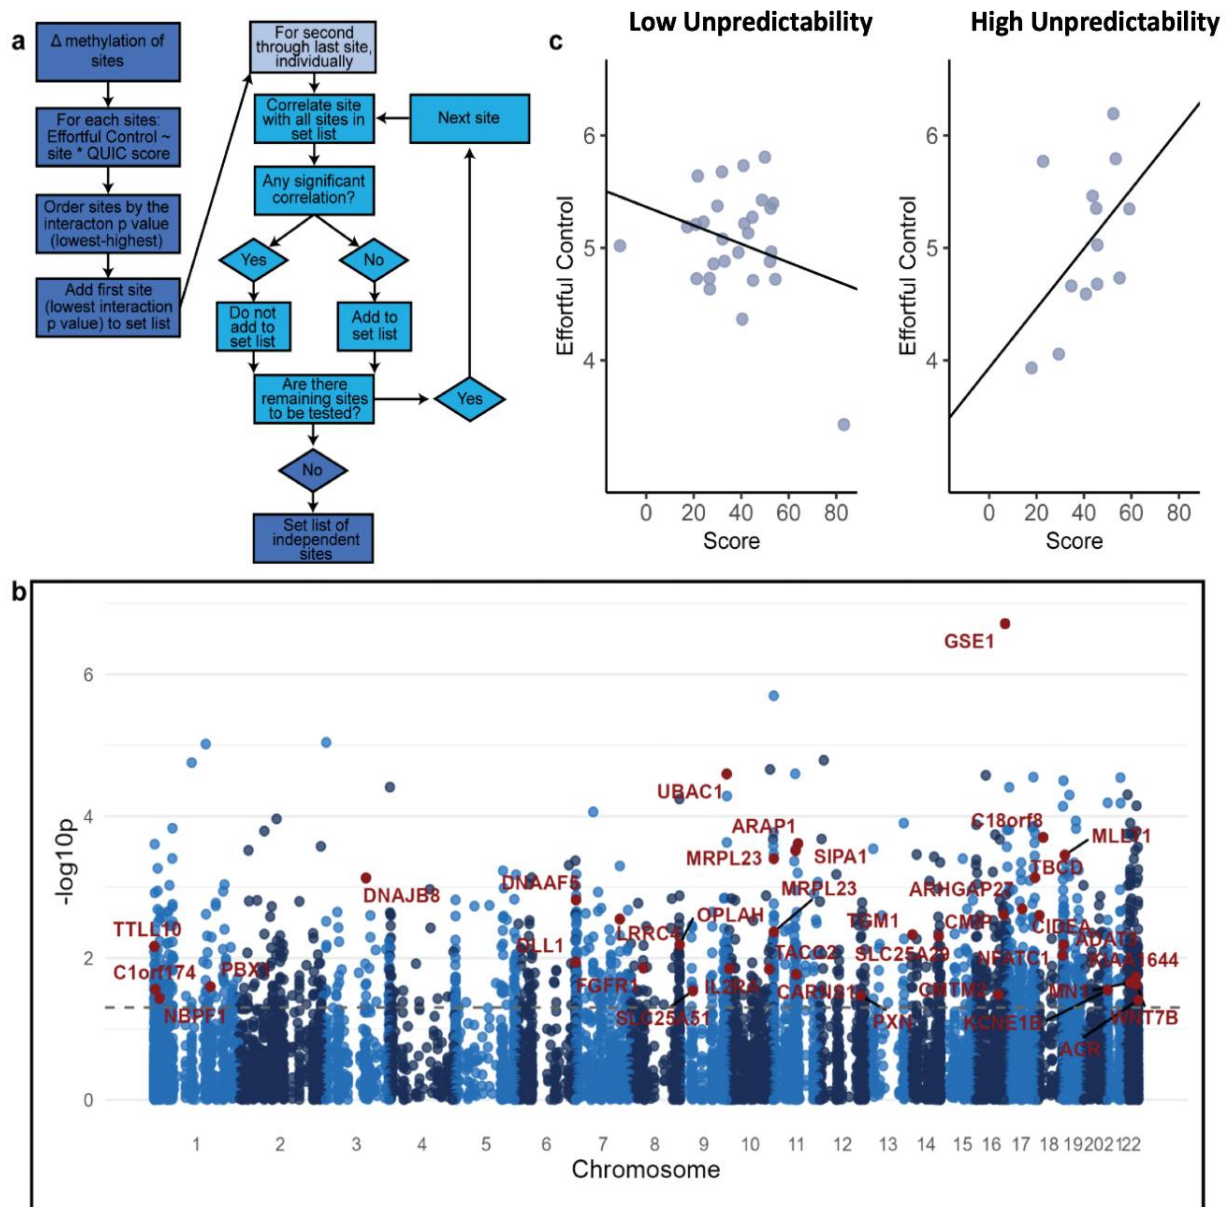 a
Δ methylation of
sites
For each sites:
Effortful Control ~
site * QUIC score
Order sites by the
interacton p value
(lowest-highest)
Add first site
(lowest interaction
p value) to set list
For second
through last site,
individually
Correlate site
with all sites in
set list
Next site
Any significant
correlation?
Yes
No
Do not
add to
set list
Add to
set list
Are there
remaining sites
to be tested?
Yes
No
Set list of
independent
sites
c
Low Unpredictability
High Unpredictability
Effortful Control
6
5
4
0 20 40 60 80
Score
Effortful Control
6
5
4
0 20 40 60 80
Score
b
-log10p
6
4
2
0
GSE1
UBAC1
ARAP1
C18orf8
MRPL23
SIPA1
TBCD
DNAJB8
DNAAF5
MRPL23
ARHGAP27
TTLL10
OPLAH
TGM1
CMIP
CIDEA
LRRC4
DLL1
TACC2
SLC25A29
NFATC1
KIAA1644
C1orf174
PBX1
FGFR1
IL2RA
CARNS1
CMTM2
MN1
NBPF1
SLC25A51
PXN
KCNE1B
WNT7B
ACR
1 2 3 4 5 6 7 8 9 10 11 12 13 14 15 16 17 18 19 20 21 22
Chromosome